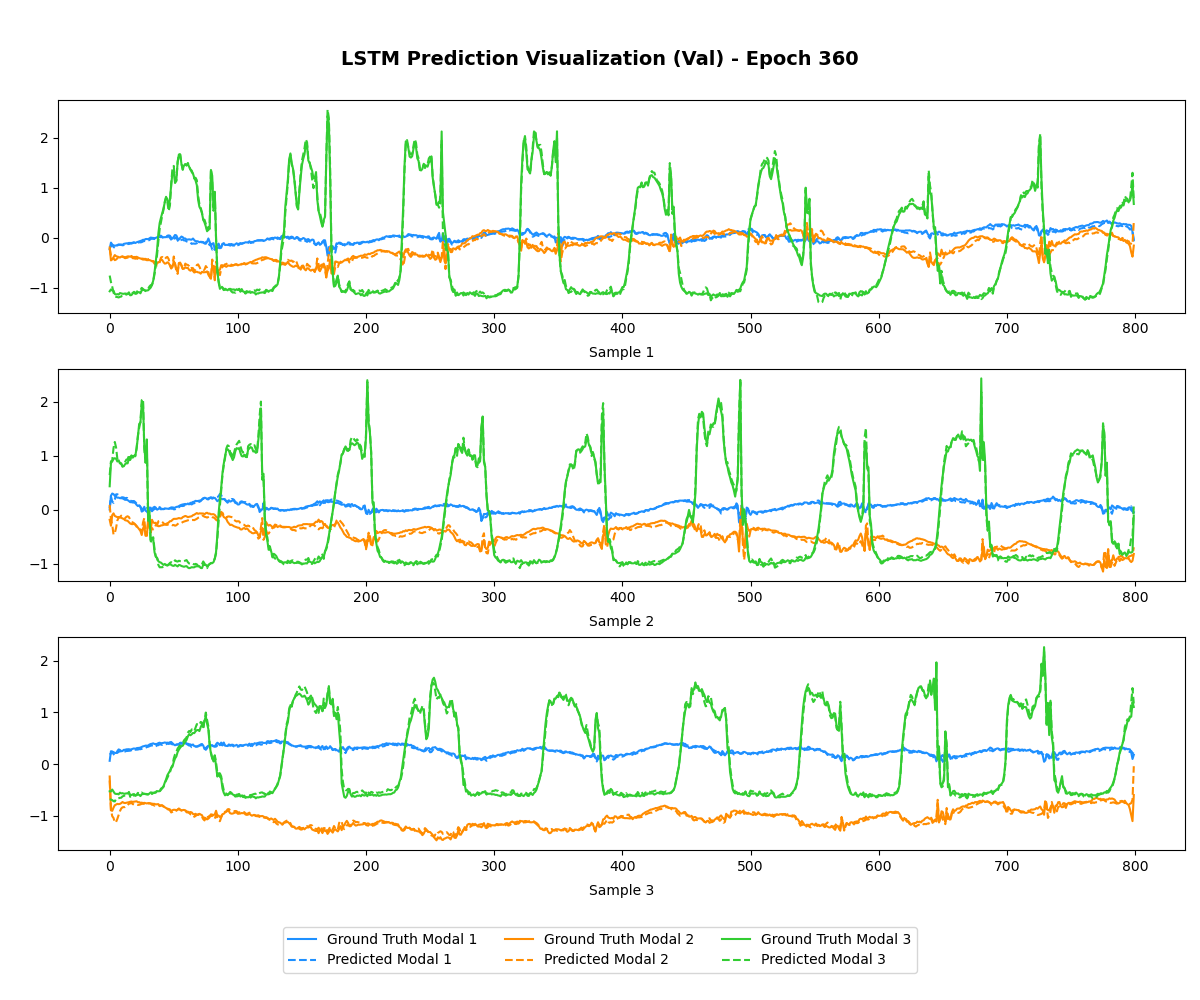 LSTM Prediction Visualization (Val) - Epoch 360
2
1
0
−1
0 100 200 300 400 500 600 700 800
Sample 1
2
1
0
−1
0 100 200 300 400 500 600 700 800
Sample 2
2
1
0
−1
0 100 200 300 400 500 600 700 800
Sample 3
Ground Truth Modal 1 Ground Truth Modal 2 Ground Truth Modal 3
Predicted Modal 1 Predicted Modal 2 Predicted Modal 3